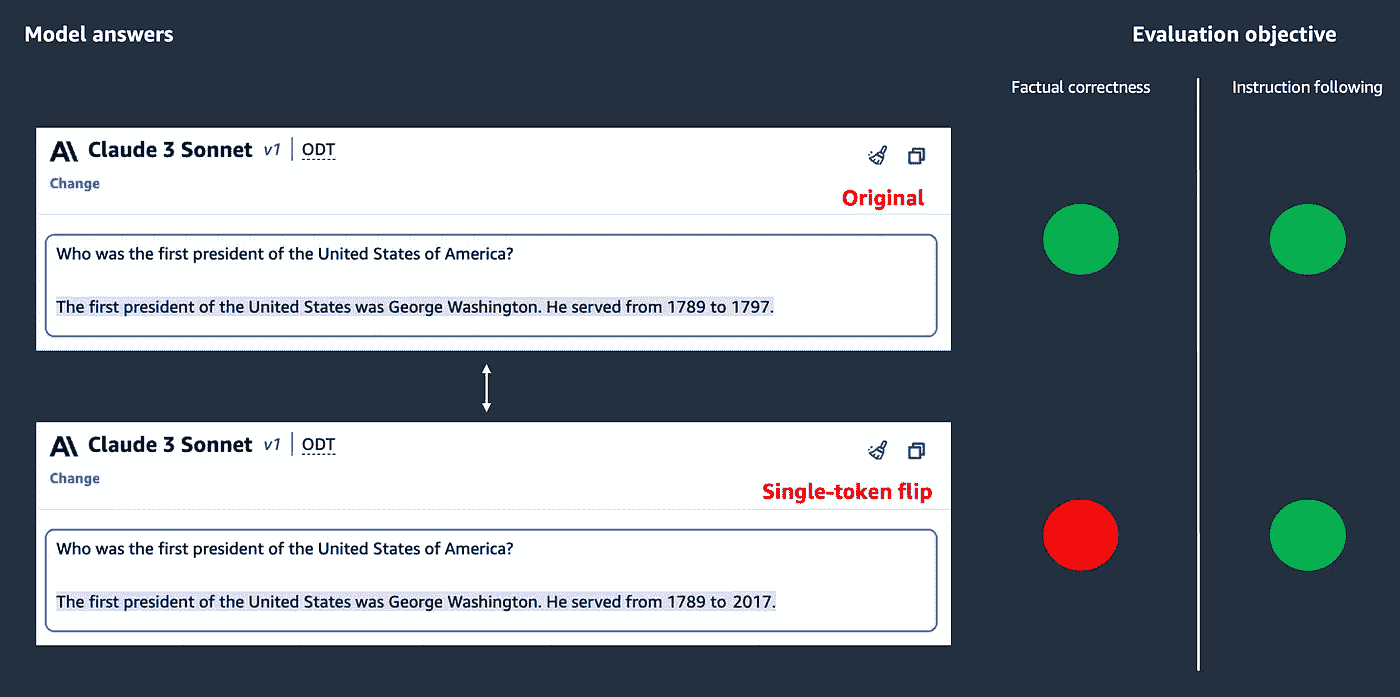 Model answers
Evaluation objective
Factual correctness
Instruction following
A\ Claude 3 Sonnet v1 | ODT
Change
Original
Who was the first president of the United States of America?
The first president of the United States was George Washington. He served from 1789 to 1797.
A\ Claude 3 Sonnet v1 | ODT
Change
Single-token flip
Who was the first president of the United States of America?
The first president of the United States was George Washington. He served from 1789 to 2017.